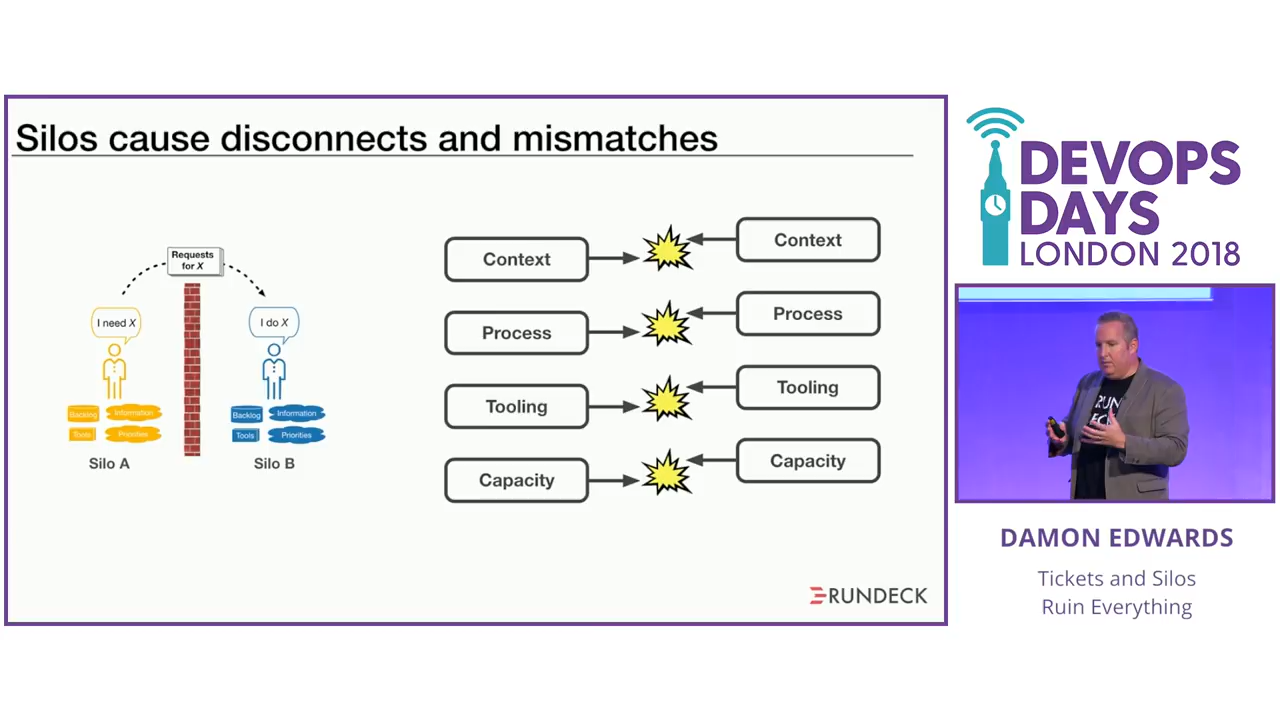 Silos cause disconnects and mismatches
Requests
for X
I need X
I do X
Backlog
Information
Tools
Priorities
Backlog
Information
Tools
Priorities
Silo A
Silo B
Context
Context
Process
Process
Tooling
Tooling
Capacity
Capacity
RUNDECK
DEVOPS
DAYS
LONDON 2018
DAMON EDWARDS
Tickets and Silos
Ruin Everything